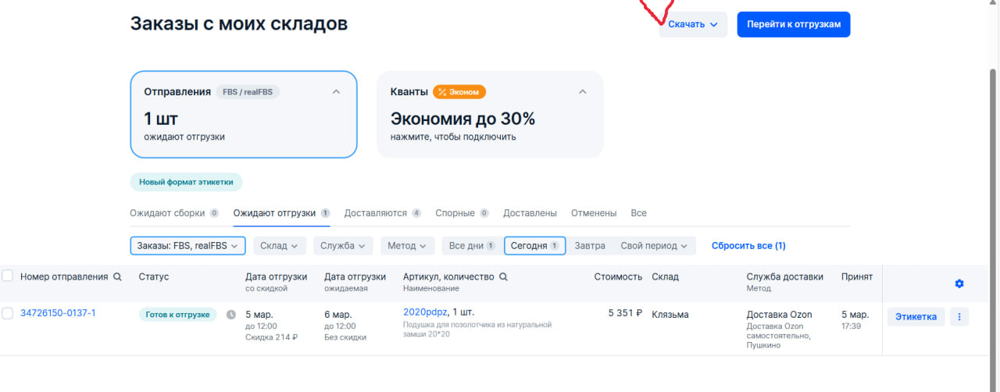 Заказы с моих складов
Скачать
Перейти к отгрузкам
Отправления FBS / realFBS
1 шт
ожидают отгрузки
Кванты Эконом
Экономия до 30%
нажмите, чтобы подключить
Новый формат этикетки
Ожидают сборки 0 Ожидают отгрузки 1 Доставляются 4 Спорные 0 Доставлены Отменены Все
Заказы: FBS, realFBS Склад Служба Метод Все дни 1 Сегодня 1 Завтра Свой период Сбросить все (1)
Номер отправления Статус Дата отгрузки Дата отгрузки Артикул, количество Стоимость Склад Служба доставки Принят
со скидкой ожидаемая Наименование Метод
34726150-0137-1 Готов к отгрузке 5 мар. 6 мар. 2020pdpz, 1 шт. 5 351 ₽ Клязьма Доставка Ozon 5 мар. Этикетка
до 12:00 до 12:00 Подушка для позолотчика из натуральной Доставка Ozon 17:39
Скидка 214 ₽ Без скидки замши 20*20 самостоятельно,
Пушкино